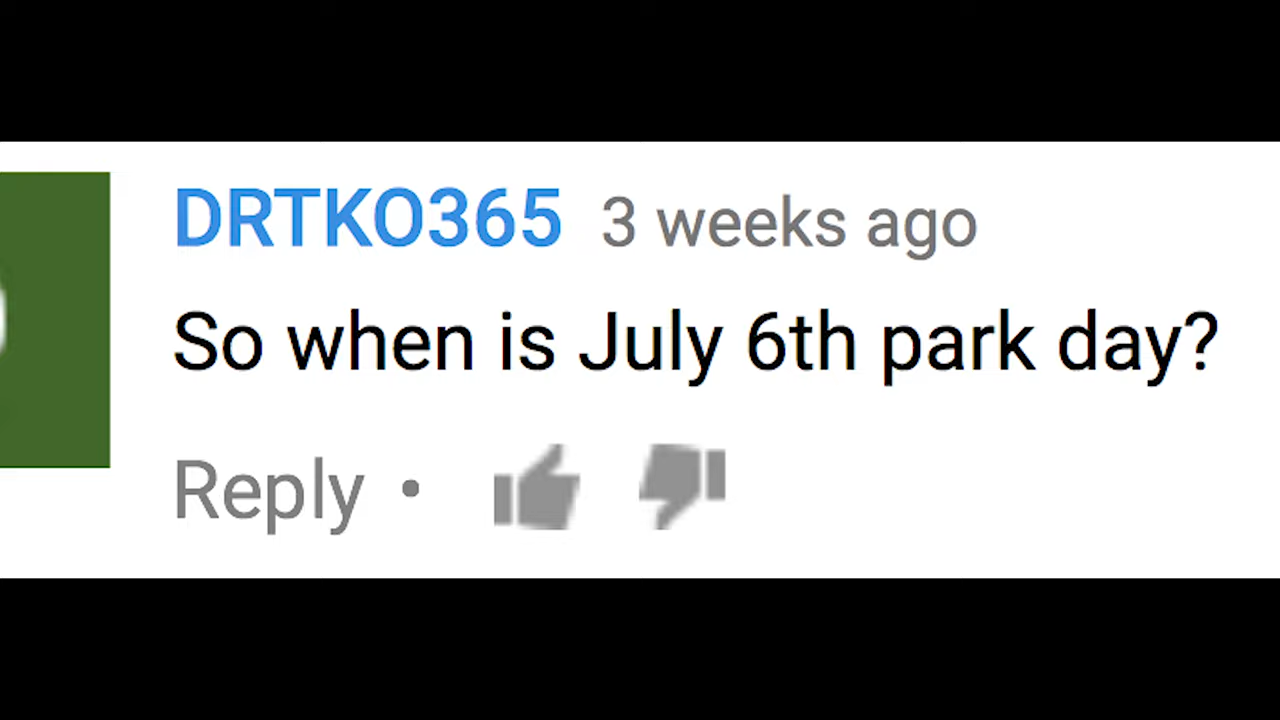 DRTKO365 3 weeks ago
So when is July 6th park day?
Reply •